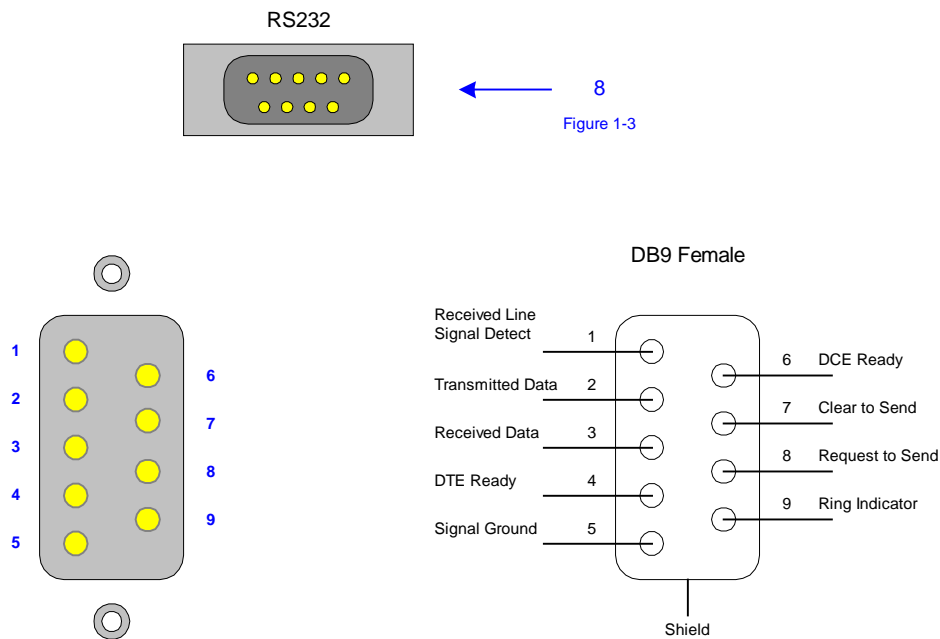 RS232
8
Figure 1-3
1
2
3
4
5
6
7
8
9
DB9 Female
Received Line
Signal Detect 1
Transmitted Data 2
Received Data 3
DTE Ready 4
Signal Ground 5
6 DCE Ready
7 Clear to Send
8 Request to Send
9 Ring Indicator
Shield